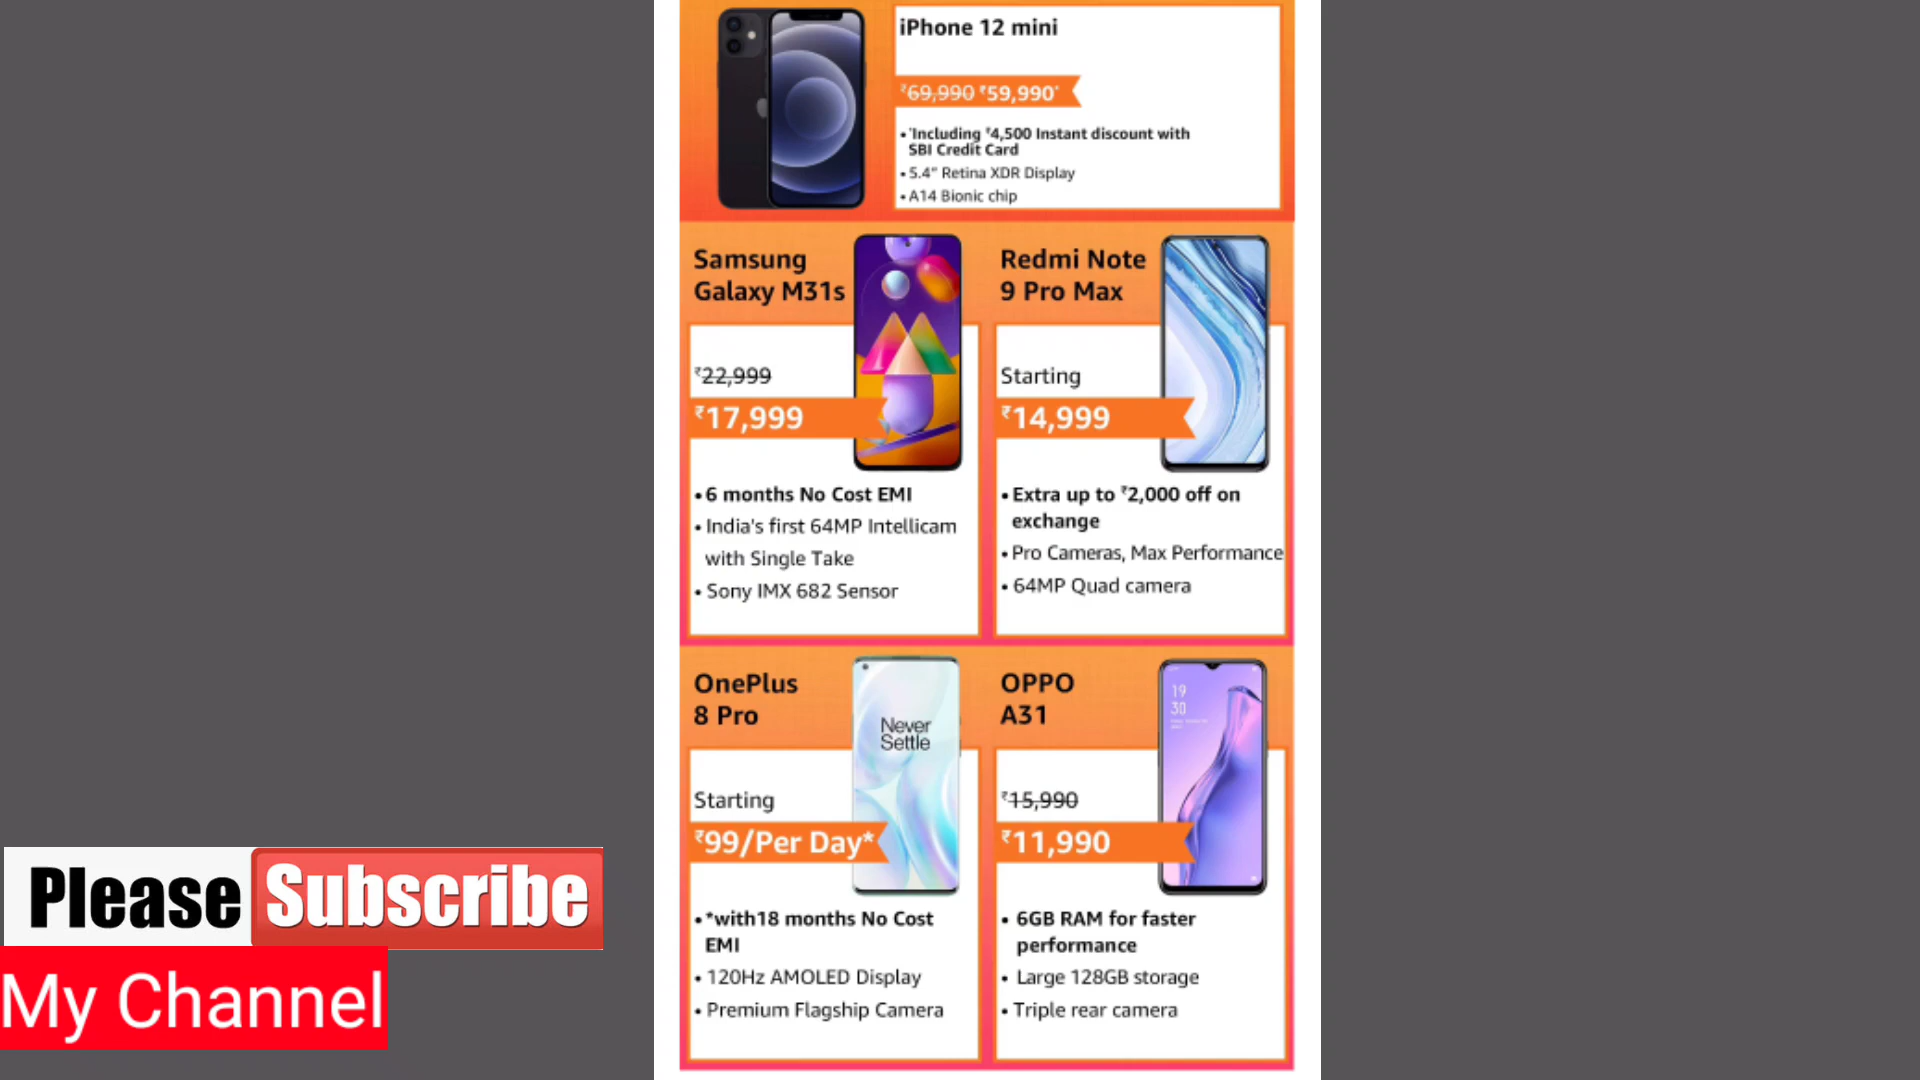 iPhone 12 mini
₹69,990 ₹59,990*
• *Including ₹4,500 Instant discount with
SBI Credit Card
• 5.4" Retina XDR Display
• A14 Bionic chip
Samsung
Galaxy M31s
₹22,999
₹17,999
• 6 months No Cost EMI
• India's first 64MP Intellicam
with Single Take
• Sony IMX 682 Sensor
Redmi Note
9 Pro Max
Starting
₹14,999
• Extra up to ₹2,000 off on
exchange
• Pro Cameras, Max Performance
• 64MP Quad camera
OnePlus
8 Pro
Never
Settle
Starting
₹99/Per Day*
• *with18 months No Cost
EMI
• 120Hz AMOLED Display
• Premium Flagship Camera
OPPO
A31
19
30
₹15,990
₹11,990
• 6GB RAM for faster
performance
• Large 128GB storage
• Triple rear camera
Please Subscribe
My Channel